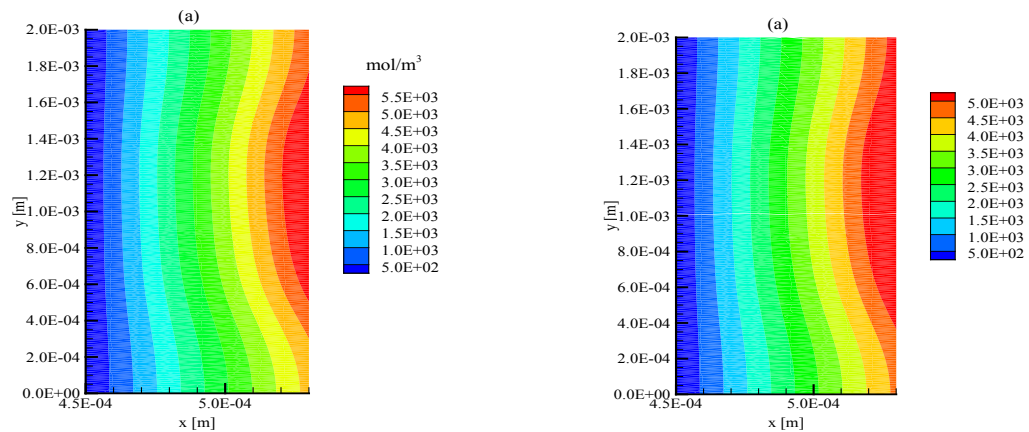 (a)
2.0E-03
1.8E-03
1.6E-03
1.4E-03
1.2E-03
1.0E-03
8.0E-04
6.0E-04
4.0E-04
2.0E-04
0.0E+00
y [m]
4.5E-04
5.0E-04
x [m]
mol/m³
5.5E+03
5.0E+03
4.5E+03
4.0E+03
3.5E+03
3.0E+03
2.5E+03
2.0E+03
1.5E+03
1.0E+03
5.0E+02
(a)
2.0E-03
1.8E-03
1.6E-03
1.4E-03
1.2E-03
1.0E-03
8.0E-04
6.0E-04
4.0E-04
2.0E-04
0.0E+00
y [m]
4.5E-04
5.0E-04
x [m]
5.0E+03
4.5E+03
4.0E+03
3.5E+03
3.0E+03
2.5E+03
2.0E+03
1.5E+03
1.0E+03
5.0E+02